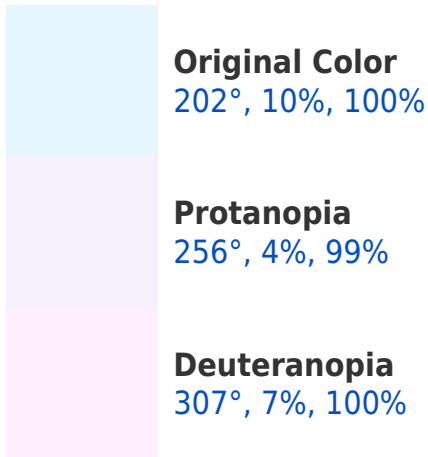 Original Color
202°, 10%, 100%
Protanopia
256°, 4%, 99%
Deuteranopia
307°, 7%, 100%